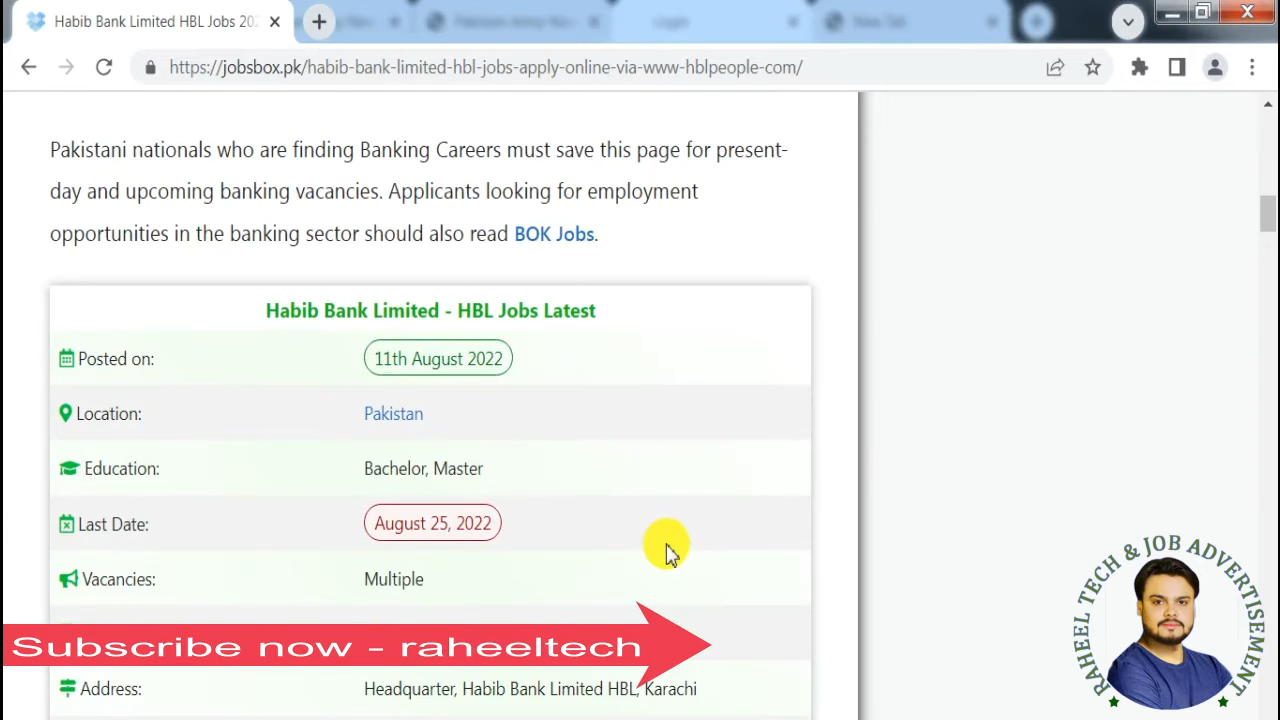 Habib Bank Limited HBL Jobs 202
Login
New Tab
https://jobsbox.pk/habib-bank-limited-hbl-jobs-apply-online-via-www-hblpeople-com/
Pakistani nationals who are finding Banking Careers must save this page for present-
day and upcoming banking vacancies. Applicants looking for employment
opportunities in the banking sector should also read BOK Jobs.
Habib Bank Limited - HBL Jobs Latest
Posted on: 11th August 2022
Location: Pakistan
Education: Bachelor, Master
Last Date: August 25, 2022
Vacancies: Multiple
Subscribe now - raheeltech
Address: Headquarter, Habib Bank Limited HBL, Karachi
RAHEEL TECH & JOB ADVERTISEMENT